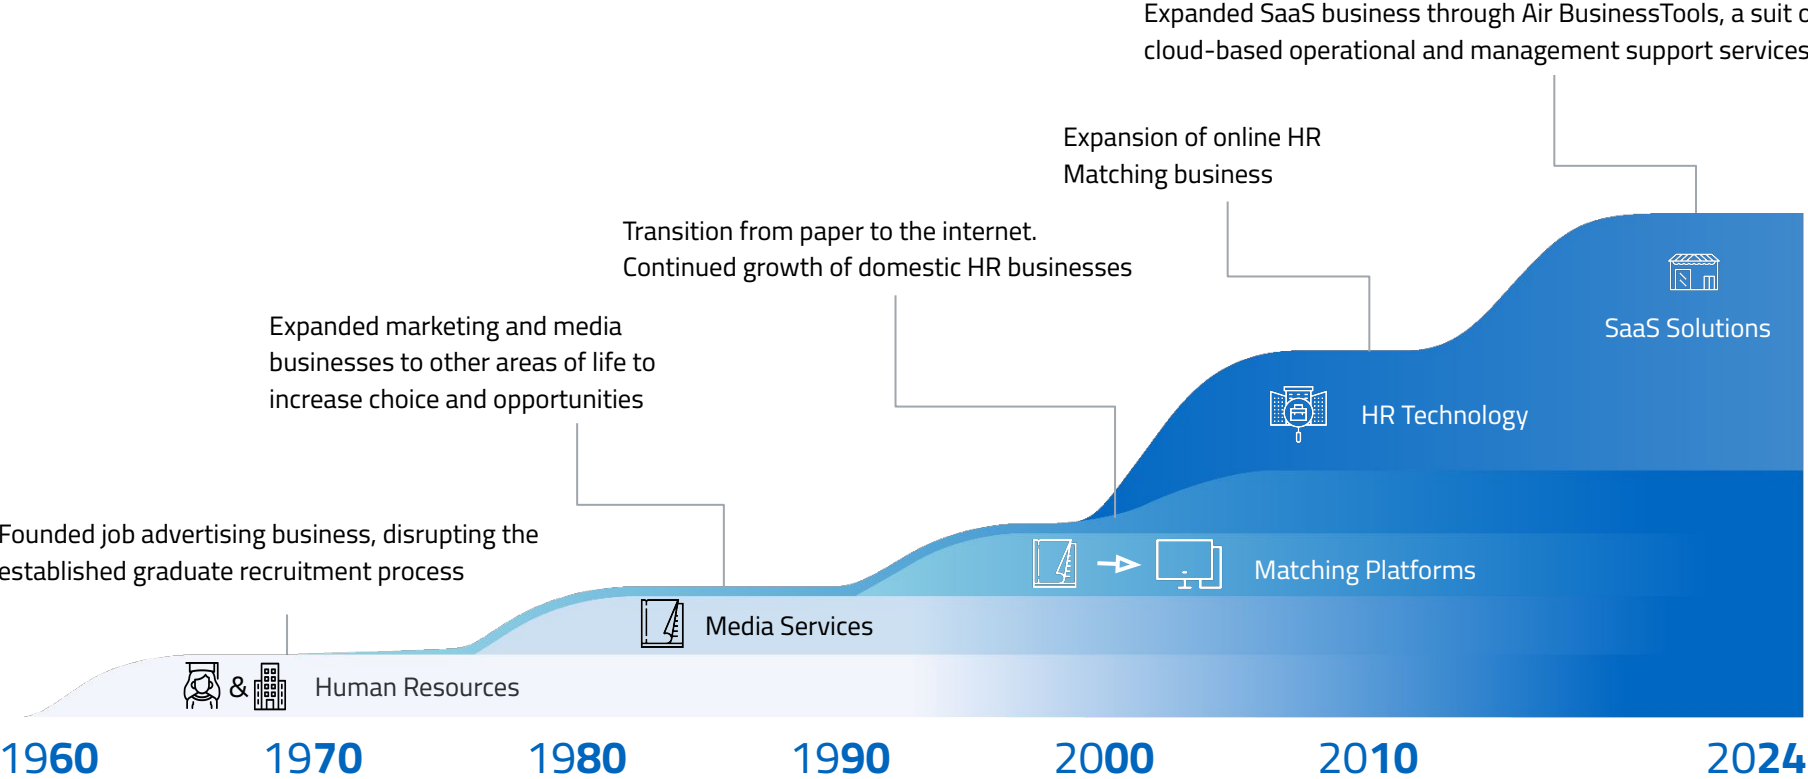 Expanded SaaS business through Air BusinessTools, a suit
cloud-based operational and management support services
Expansion of online HR
Matching business
Transition from paper to the internet.
Continued growth of domestic HR businesses
Expanded marketing and media
businesses to other areas of life to
increase choice and opportunities
Founded job advertising business, disrupting the
established graduate recruitment process
SaaS Solutions
HR Technology
Matching Platforms
Media Services
&
Human Resources
1960 1970 1980 1990 2000 2010 2024